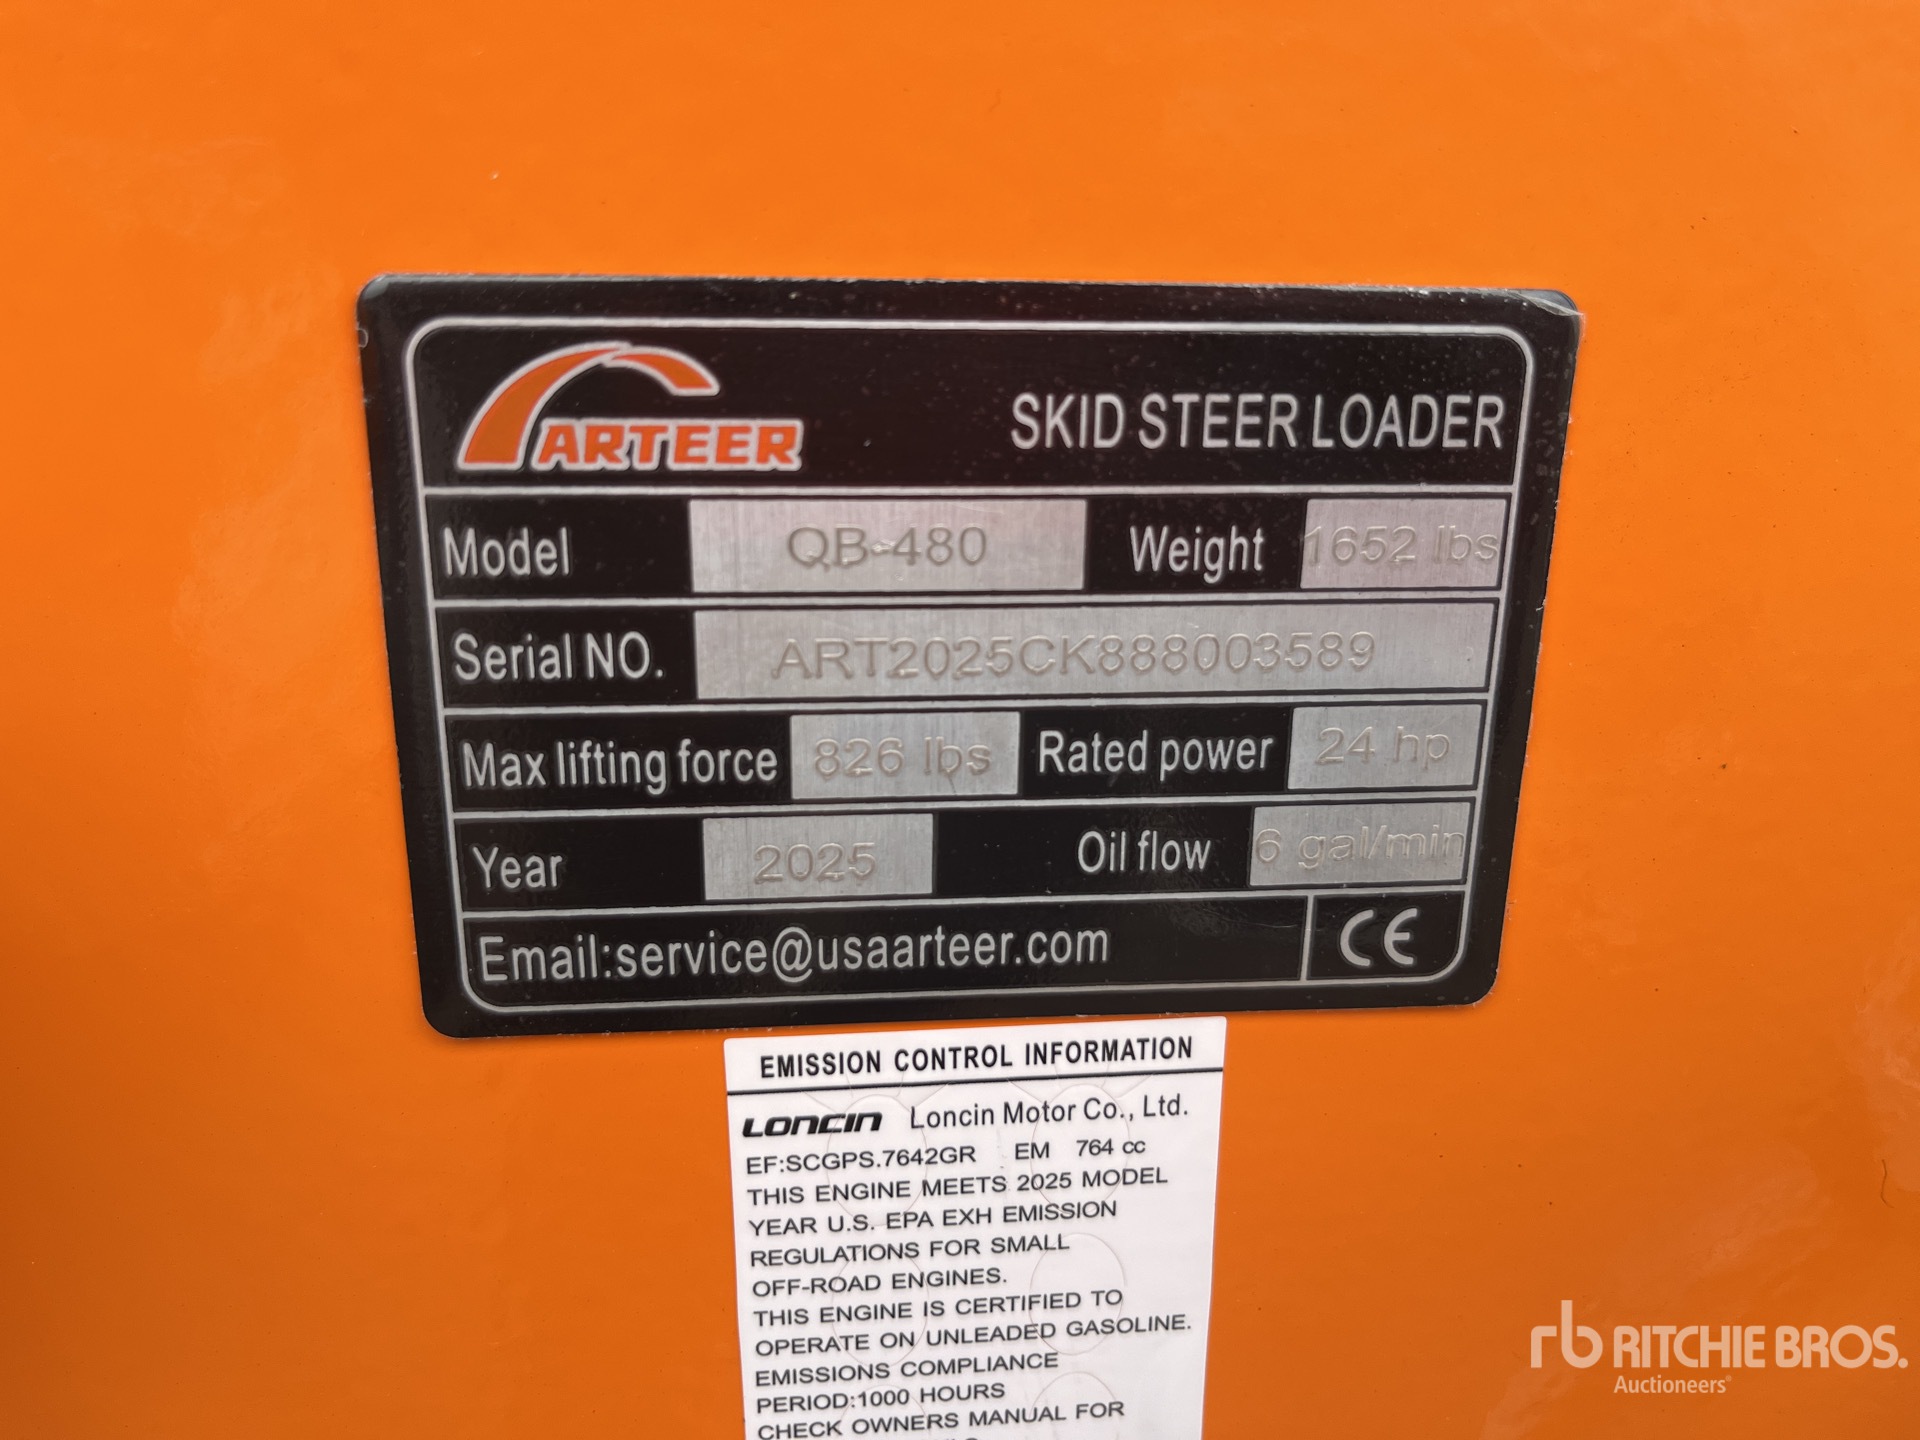 ARTEER SKID STEER LOADER
Model QB-480 Weight 1652 lbs
Serial NO. ART2025CK888003589
Max lifting force 826 lbs Rated power 24 hp
Year 2025 Oil flow 6 gal/min
Email:service@usaarteer.com CE
EMISSION CONTROL INFORMATION
LONCIN Loncin Motor Co., Ltd.
EF:SCGPS.7642GR EM 764 cc
THIS ENGINE MEETS 2025 MODEL
YEAR U.S. EPA EXH EMISSION
REGULATIONS FOR SMALL
OFF-ROAD ENGINES.
THIS ENGINE IS CERTIFIED TO
OPERATE ON UNLEADED GASOLINE.
EMISSIONS COMPLIANCE
PERIOD:1000 HOURS
CHECK OWNERS MANUAL FOR
rb RITCHIE BROS.
Auctioneers